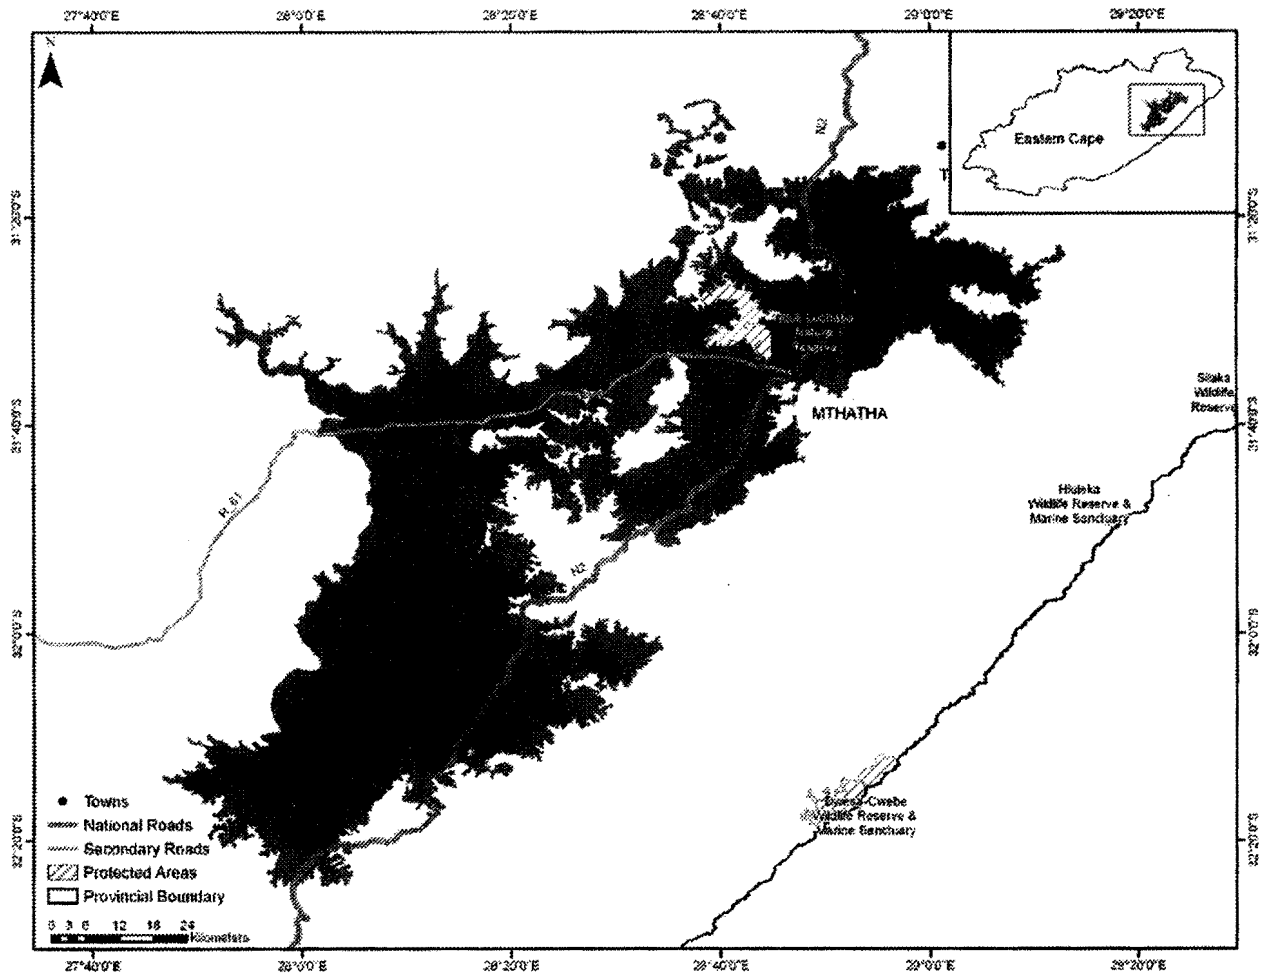 27°40'0"E 28°0'0"E 28°20'0"E 28°40'0"E 29°0'0"E 29°20'0"E
N
N2
Eastern Cape
T
31°20'0"S 31°20'0"S
Nature
Reserve
MTHATHA
Silaka
Wildlife
Reserve
31°40'0"S 31°40'0"S
R 61
Hluleka
Wildlife Reserve &
Marine Sanctuary
N2
32°0'0"S 32°0'0"S
Dwesa-Cwebe
Wildlife Reserve &
Marine Sanctuary
32°20'0"S 32°20'0"S
Towns
National Roads
Secondary Roads
Protected Areas
Provincial Boundary
0 3 6 12 18 24
Kilometers
27°40'0"E 28°0'0"E 28°20'0"E 28°40'0"E 29°0'0"E 29°20'0"E